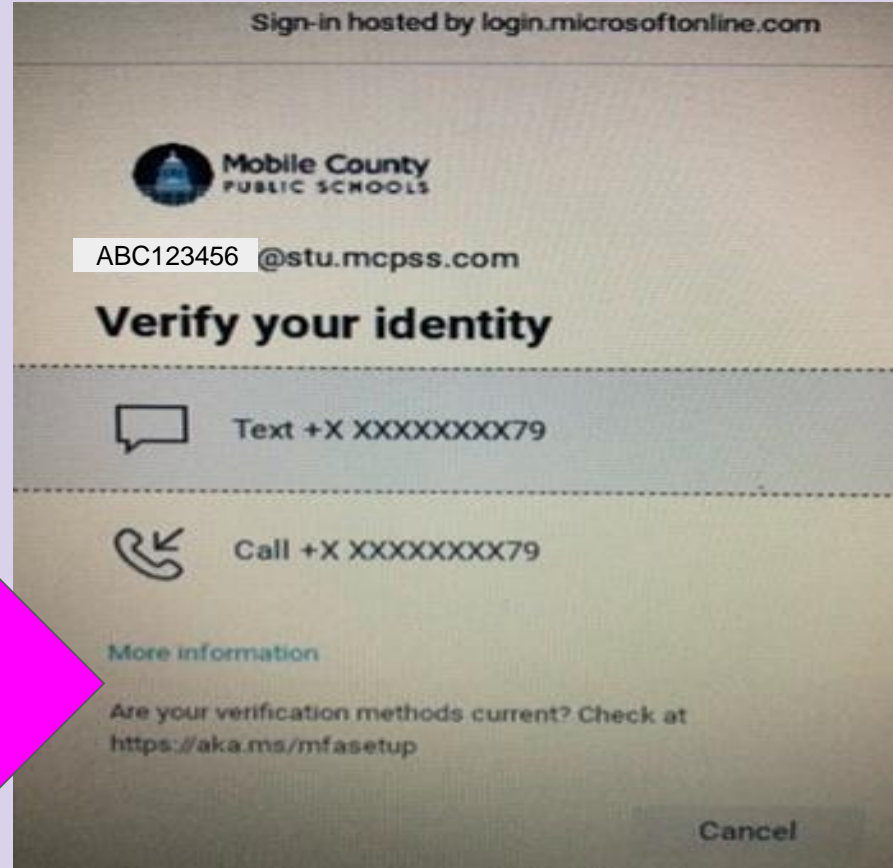 Sign-in hosted by login.microsoftonline.com
Mobile County
PUBLIC SCHOOLS
ABC123456 @stu.mcpss.com
Verify your identity
Text +X XXXXXXXX79
Call +X XXXXXXXX79
More information
Are your verification methods current? Check at
https://aka.ms/mfasetup
Cancel